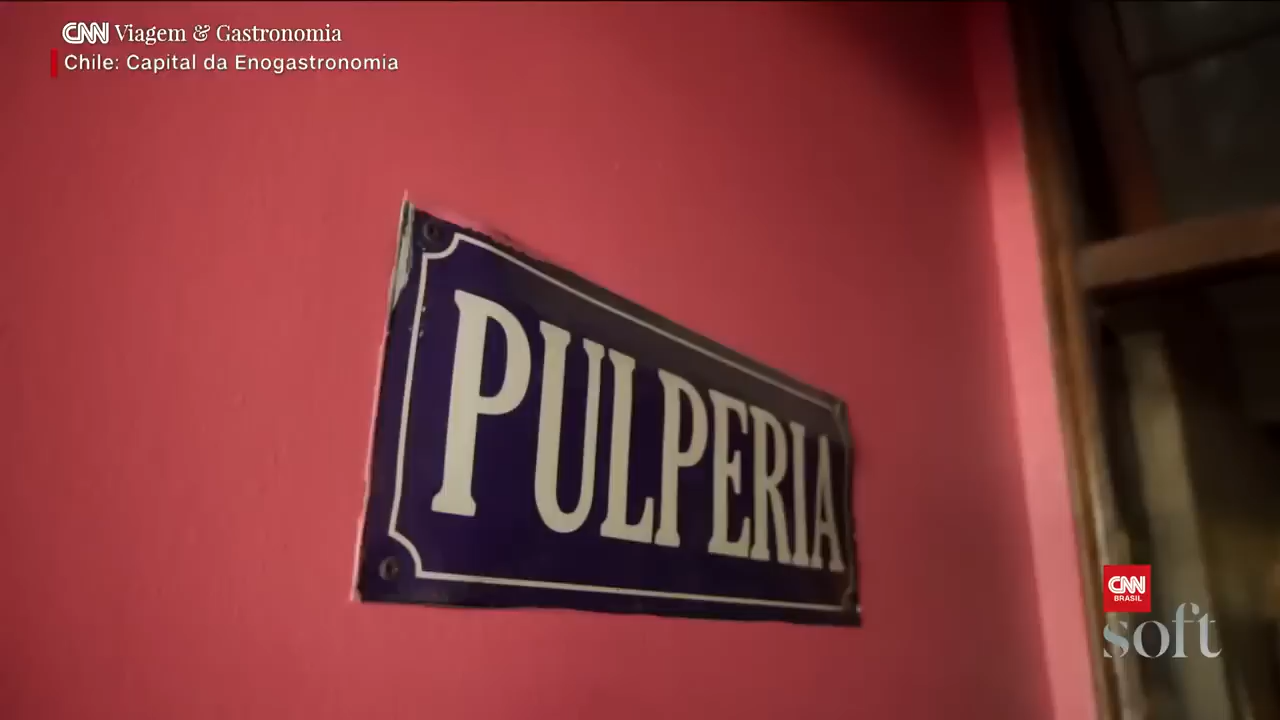 CNN Viagem & Gastronomia
Chile: Capital da Enogastronomia
PULPERIA
CNN
BRASIL
soft